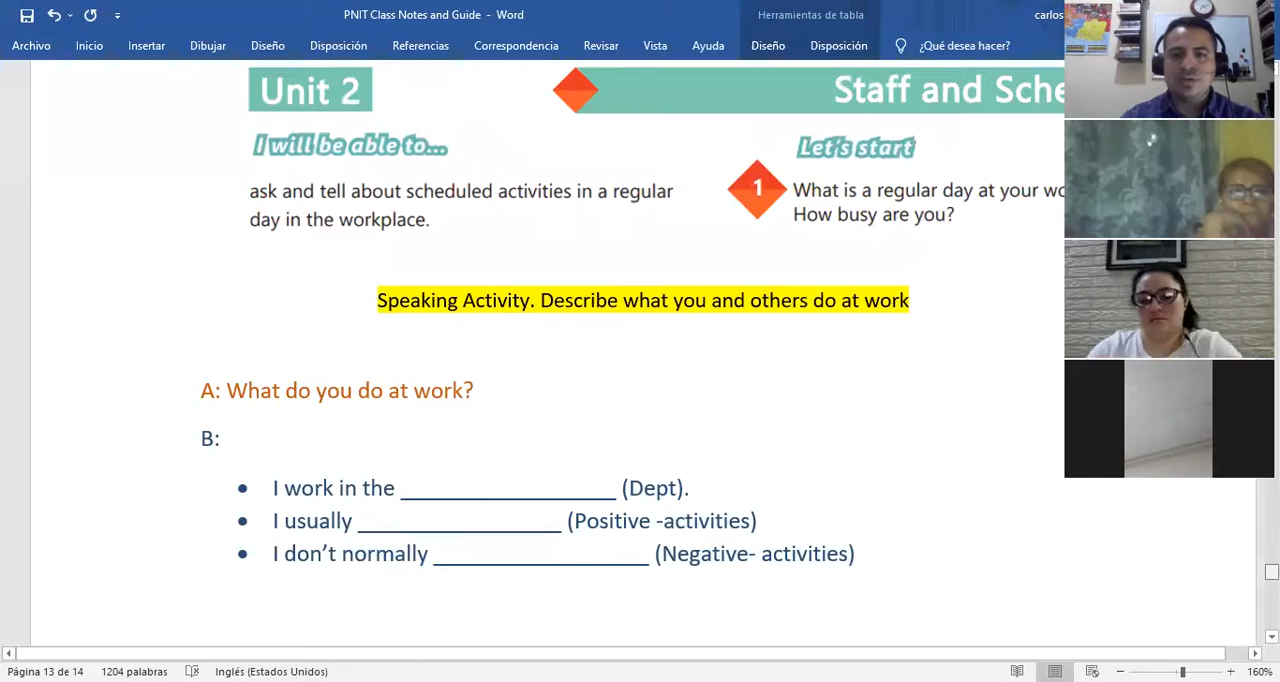 PNIT Class Notes and Guide - Word
Herramientas de tabla
carlos
Archivo Inicio Insertar Dibujar Diseño Disposición Referencias Correspondencia Revisar Vista Ayuda Diseño Disposición ¿Qué desea hacer?
Unit 2
Staff and Sche
I will be able to...
Let's start
ask and tell about scheduled activities in a regular
day in the workplace.
1
What is a regular day at your wo
How busy are you?
Speaking Activity. Describe what you and others do at work
A: What do you do at work?
B:
• I work in the __________________ (Dept).
• I usually _________________ (Positive -activities)
• I don't normally __________________ (Negative- activities)
Página 13 de 14 1204 palabras Inglés (Estados Unidos) 160%